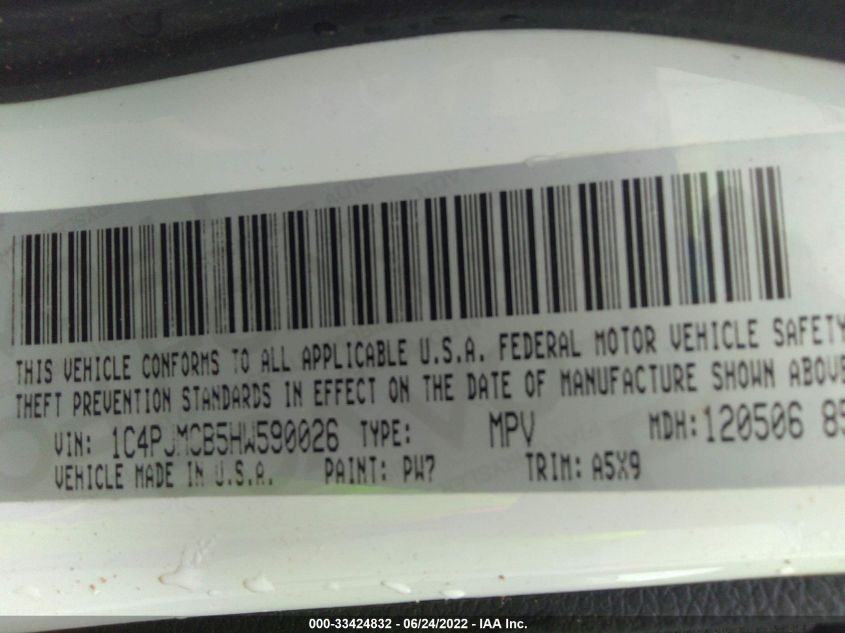 THIS VEHICLE CONFORMS TO ALL APPLICABLE U.S.A. FEDERAL MOTOR VEHICLE SAFETY
THEFT PREVENTION STANDARDS IN EFFECT ON THE DATE OF MANUFACTURE SHOWN ABOVE
VIN: 1C4PJMCB5HW590026 TYPE: MPV MDH: 120506 85
VEHICLE MADE IN U.S.A. PAINT: PW7 TRIM: A5X9
000-33424832 - 06/24/2022 - IAA Inc.